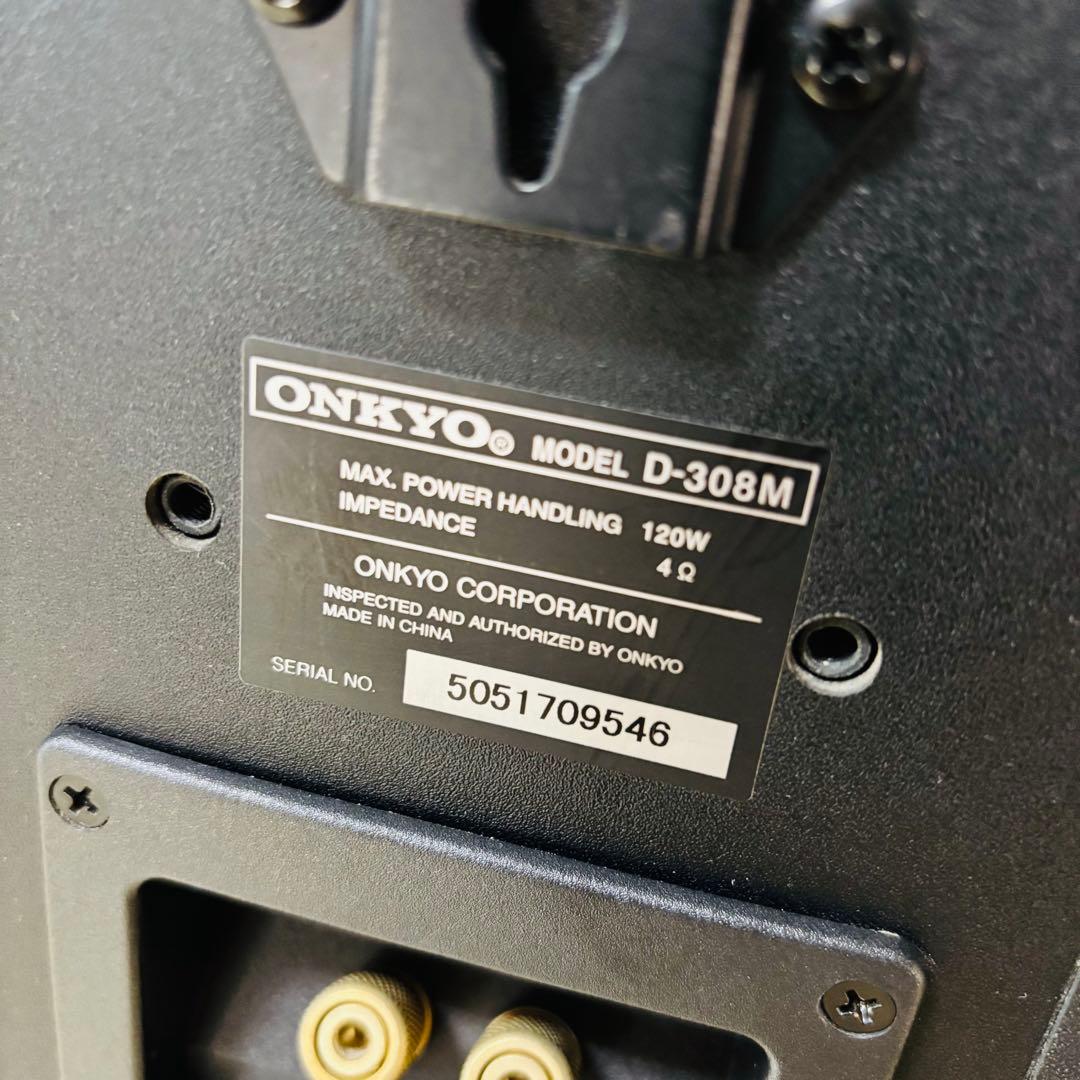 ONKYO® MODEL D-308M
MAX. POWER HANDLING 120W
IMPEDANCE 4 Ω
ONKYO CORPORATION
INSPECTED AND AUTHORIZED BY ONKYO
MADE IN CHINA
SERIAL NO. 5051709546